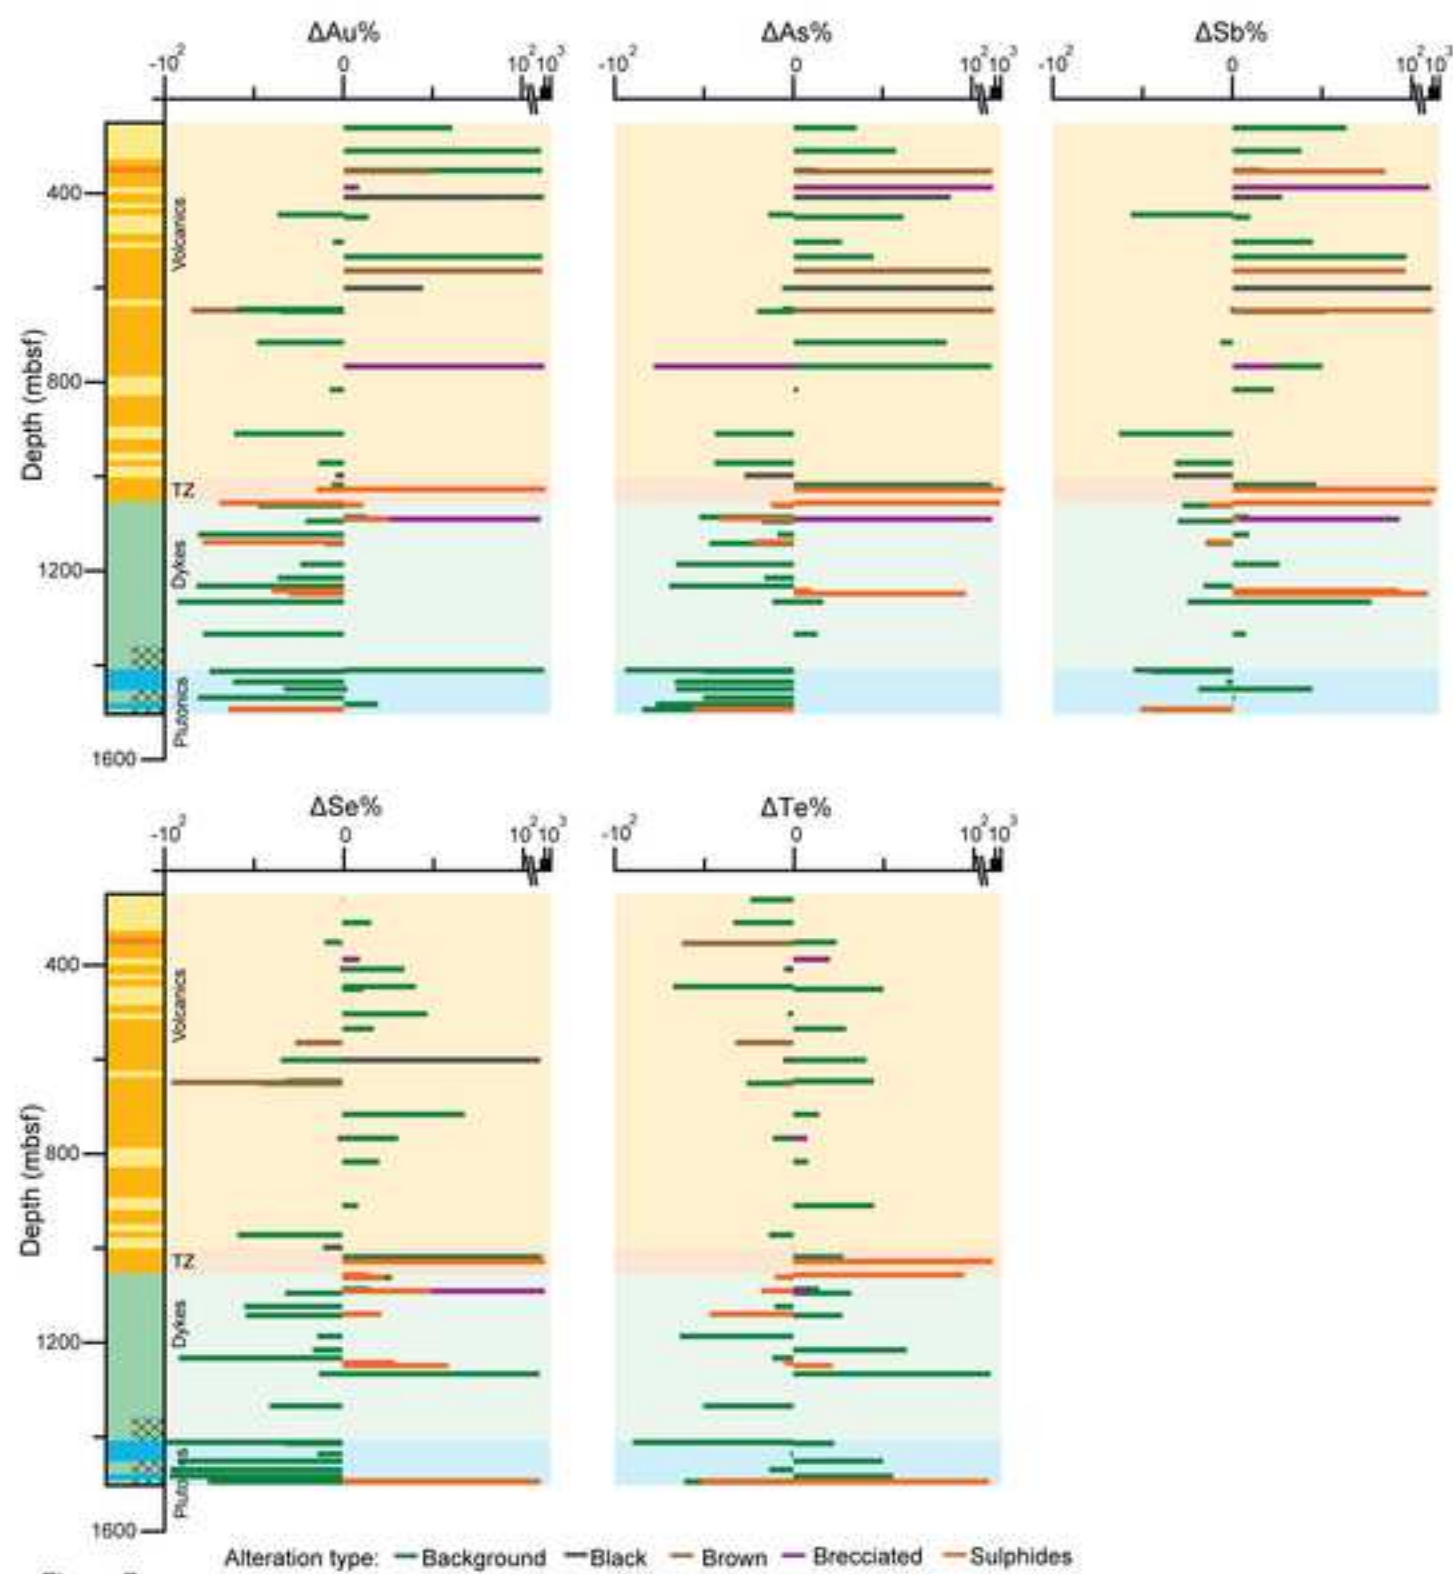 ΔAu%
ΔAs%
ΔSb%
-10² 0 10² 10³
-10² 0 10² 10³
-10² 0 10² 10³
Depth (mbsf)
400
800
1200
1600
Volcanics
TZ
Dykes
Plutonics
ΔSe%
ΔTe%
-10² 0 10² 10³
-10² 0 10² 10³
Depth (mbsf)
400
800
1200
1600
Volcanics
TZ
Dykes
Plutonics
Alteration type: Background Black Brown Brecciated Sulphides